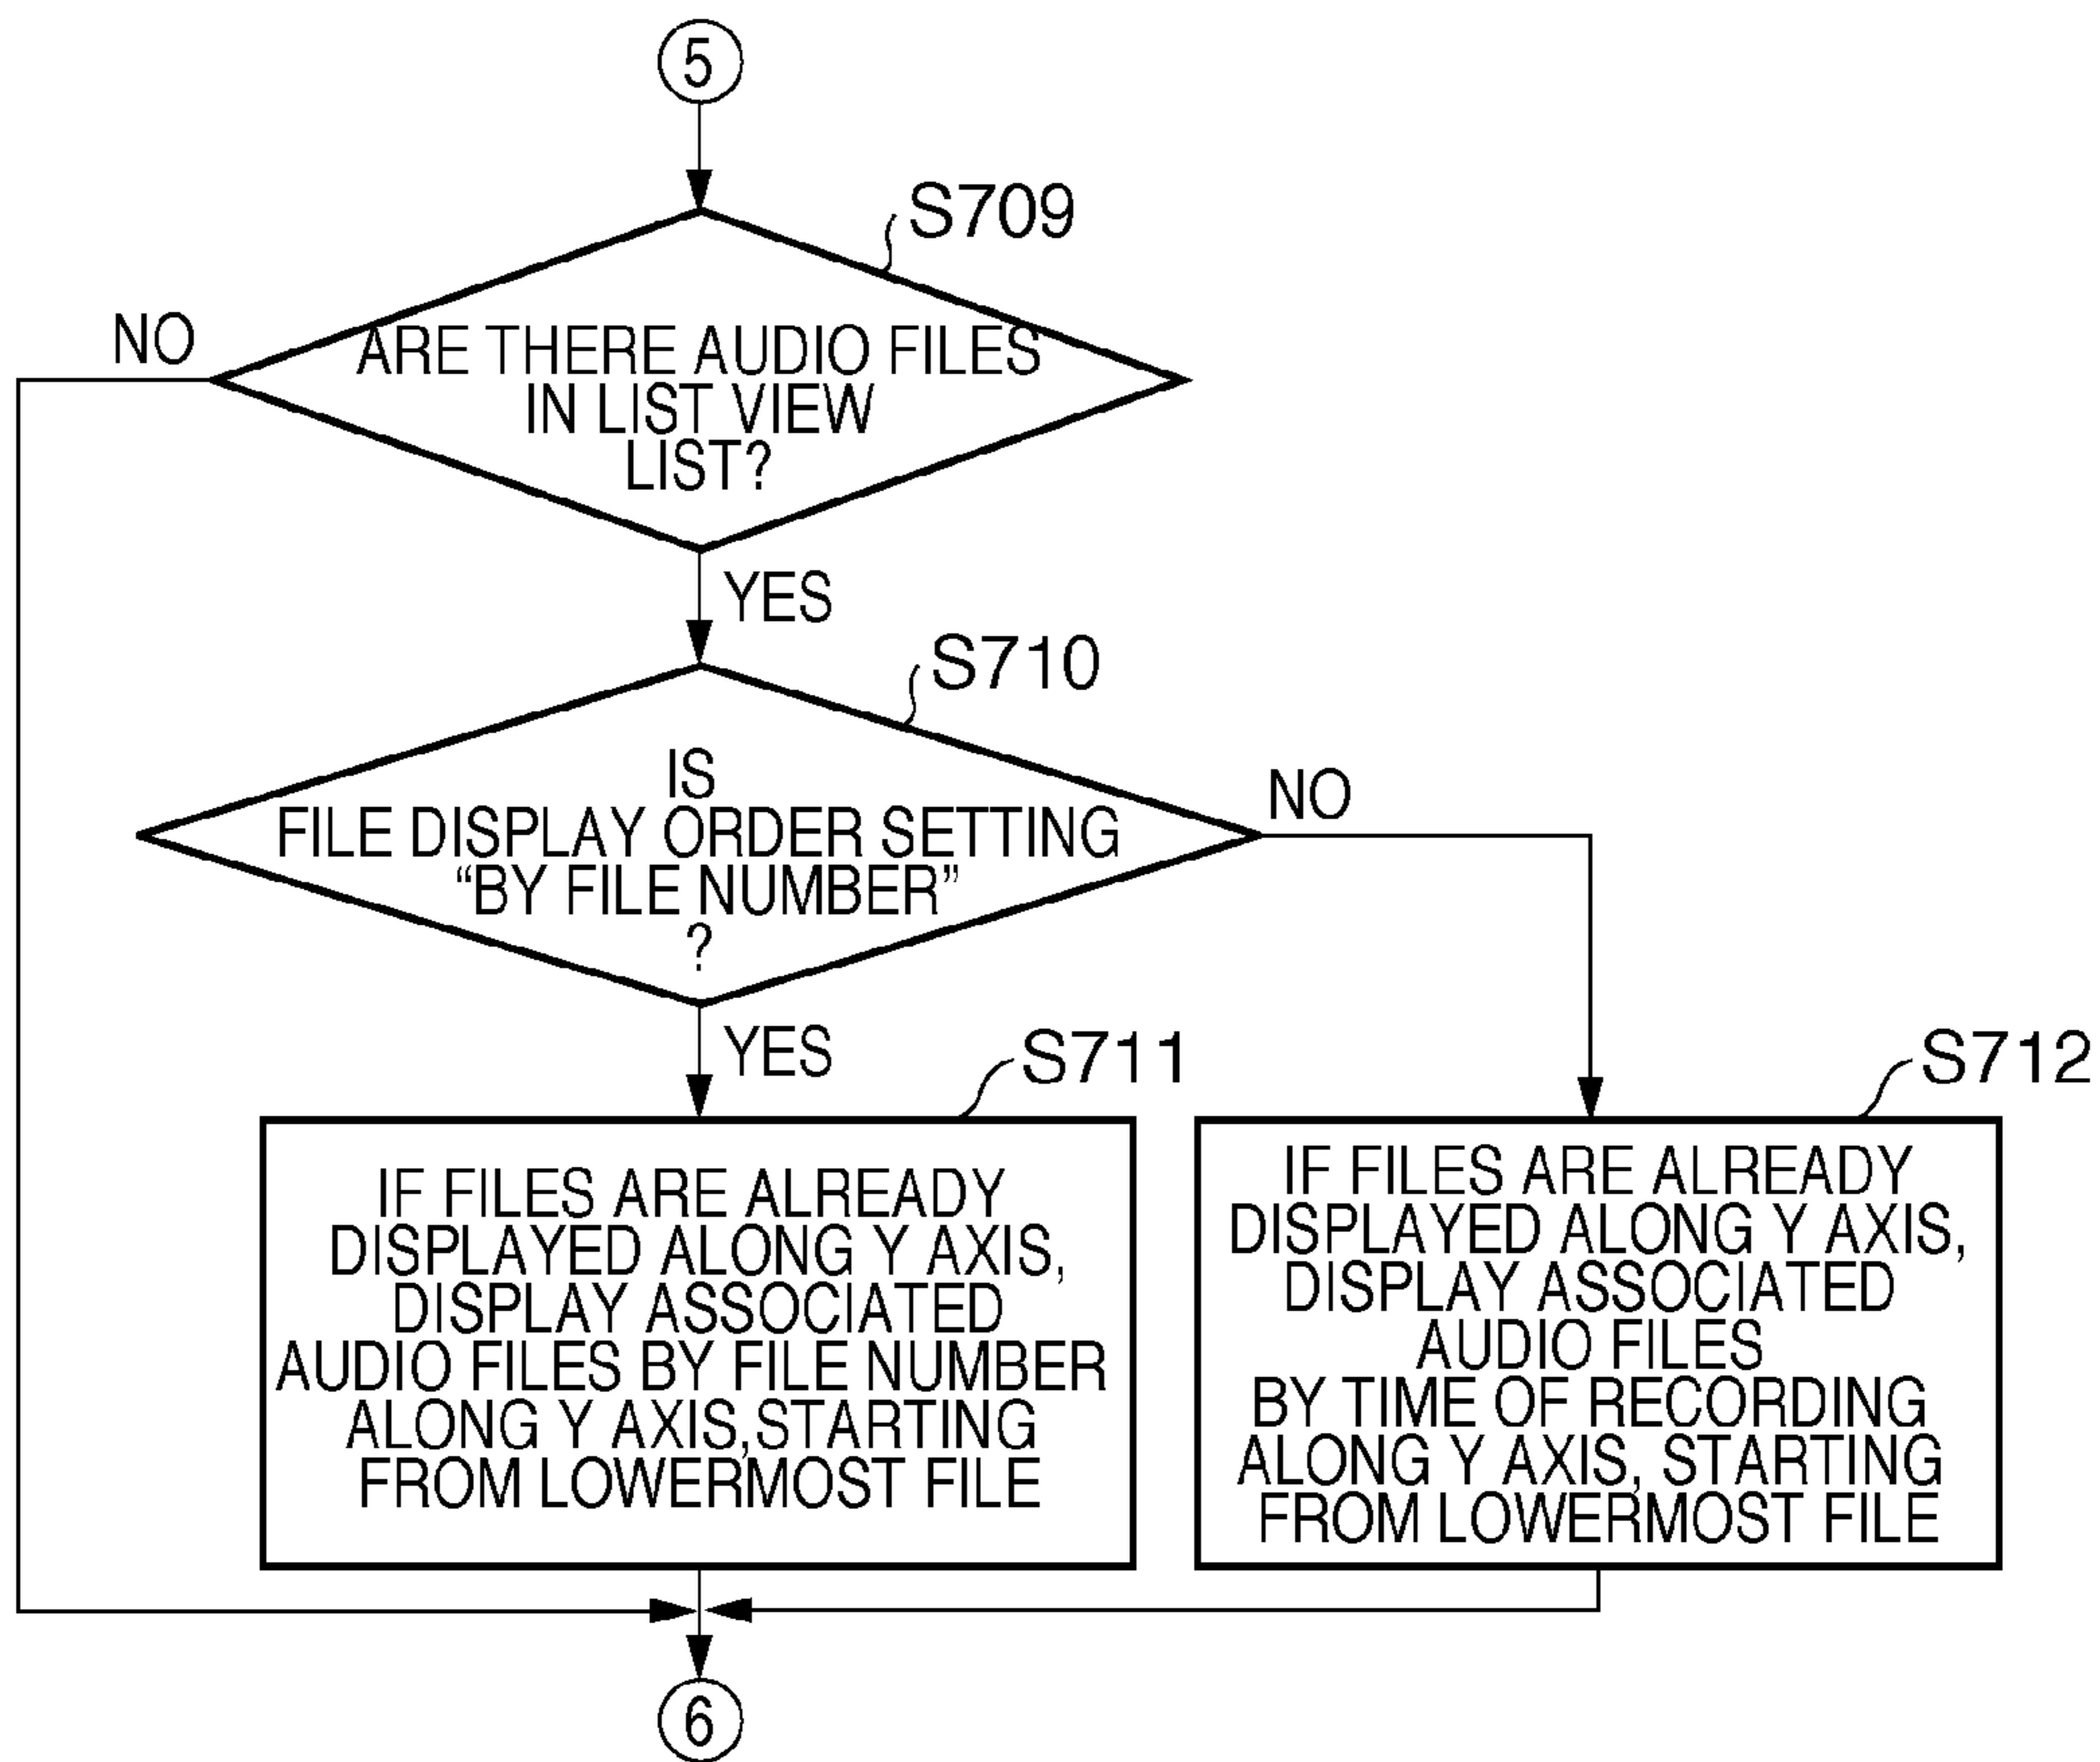 5
S709
NO
ARE THERE AUDIO FILES
IN LIST VIEW
LIST?
YES
S710
IS
FILE DISPLAY ORDER SETTING
“BY FILE NUMBER”
?
NO
YES
S711
IF FILES ARE ALREADY
DISPLAYED ALONG Y AXIS,
DISPLAY ASSOCIATED
AUDIO FILES BY FILE NUMBER
ALONG Y AXIS,STARTING
FROM LOWERMOST FILE
S712
IF FILES ARE ALREADY
DISPLAYED ALONG Y AXIS,
DISPLAY ASSOCIATED
AUDIO FILES
BY TIME OF RECORDING
ALONG Y AXIS, STARTING
FROM LOWERMOST FILE
6